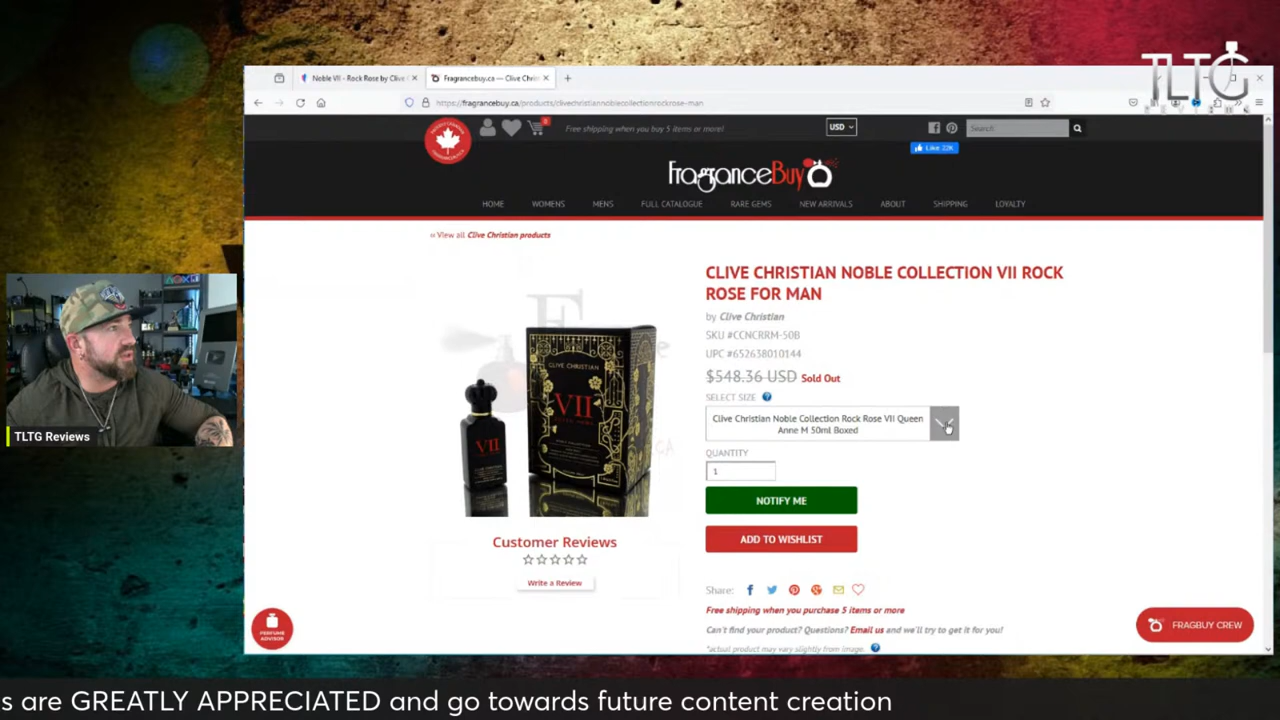 TLTG
Noble VII - Rock Rose by Clive C
Fragrancebuy.ca — Clive Chris
https://fragrancebuy.ca/products/clivechristiannoblecollectionrockrose-man
Free shipping when you buy 5 items or more!
USD
Search
Like 22K
FragranceBuy
HOME
WOMENS
MENS
FULL CATALOGUE
RARE GEMS
NEW ARRIVALS
ABOUT
SHIPPING
LOYALTY
‹‹ View all Clive Christian products
CLIVE CHRISTIAN NOBLE COLLECTION VII ROCK
ROSE FOR MAN
by Clive Christian
SKU #CCNCRRM-50B
UPC #652638010144
$548.36 USD Sold Out
SELECT SIZE
Clive Christian Noble Collection Rock Rose VII Queen
Anne M 50ml Boxed
QUANTITY
1
NOTIFY ME
ADD TO WISHLIST
CLIVE CHRISTIAN
VII
VII
Customer Reviews
Write a Review
Share:
Free shipping when you purchase 5 items or more
Can't find your product? Questions? Email us and we'll try to get it for you!
*actual product may vary slightly from image.
PERFUME
ADVISOR
FRAGBUY CREW
TLTG Reviews
s are GREATLY APPRECIATED and go towards future content creation